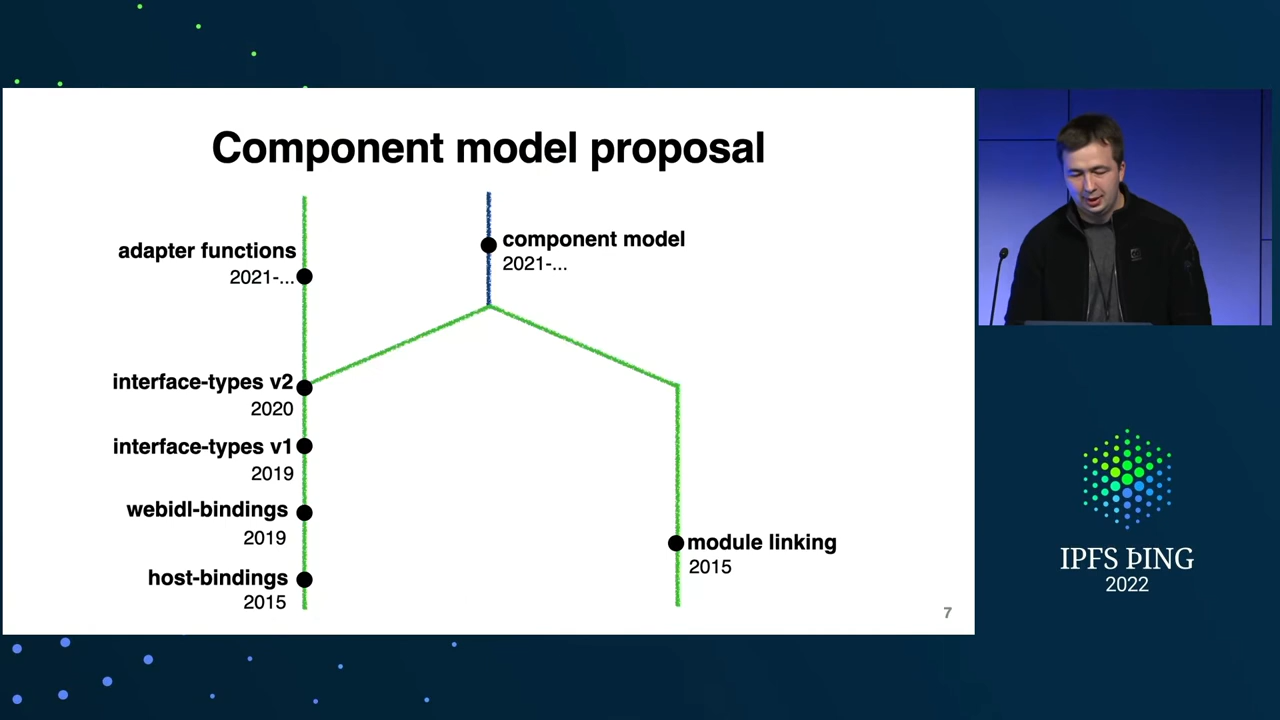 Component model proposal
adapter functions
2021-...
component model
2021-...
interface-types v2
2020
interface-types v1
2019
webidl-bindings
2019
host-bindings
2015
module linking
2015
7
IPFS ÞING
2022